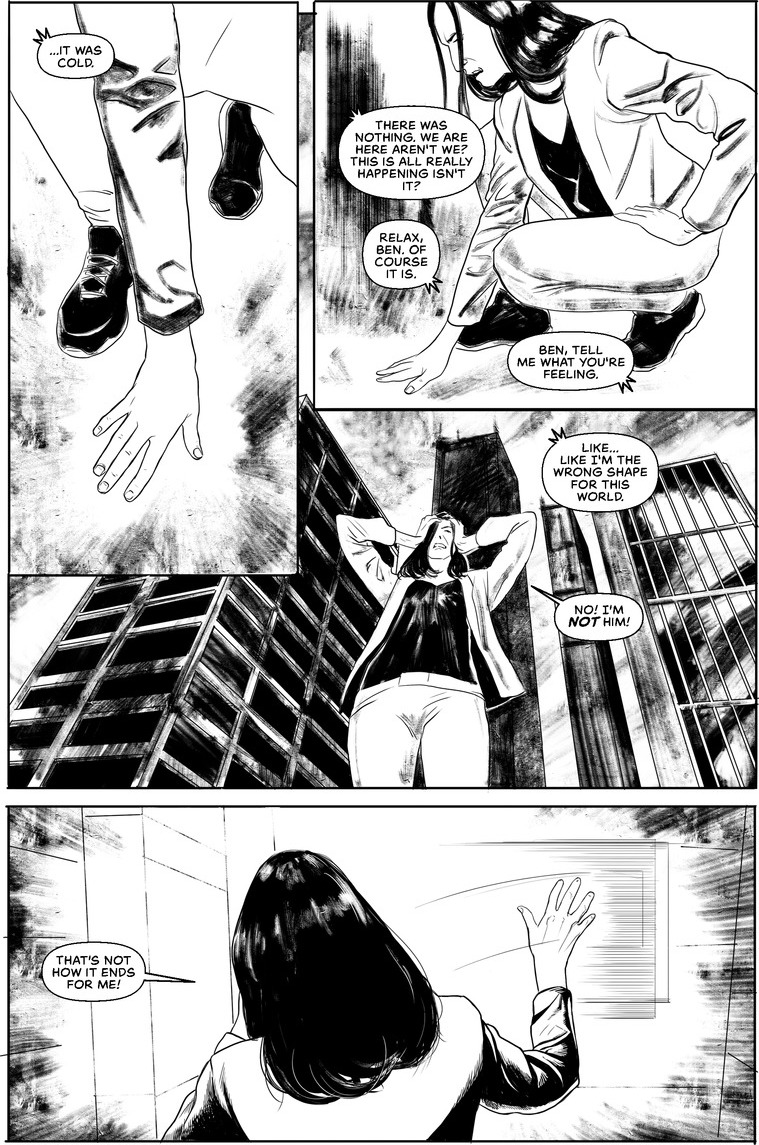 ...IT WAS
COLD.
THERE WAS
NOTHING. WE ARE
HERE AREN'T WE?
THIS IS ALL REALLY
HAPPENING ISN'T
IT?
RELAX,
BEN. OF
COURSE
IT IS.
BEN, TELL
ME WHAT YOU'RE
FEELING.
LIKE...
LIKE I'M THE
WRONG SHAPE
FOR THIS
WORLD.
NO! I'M
NOT HIM!
THAT'S NOT
HOW IT ENDS
FOR ME!